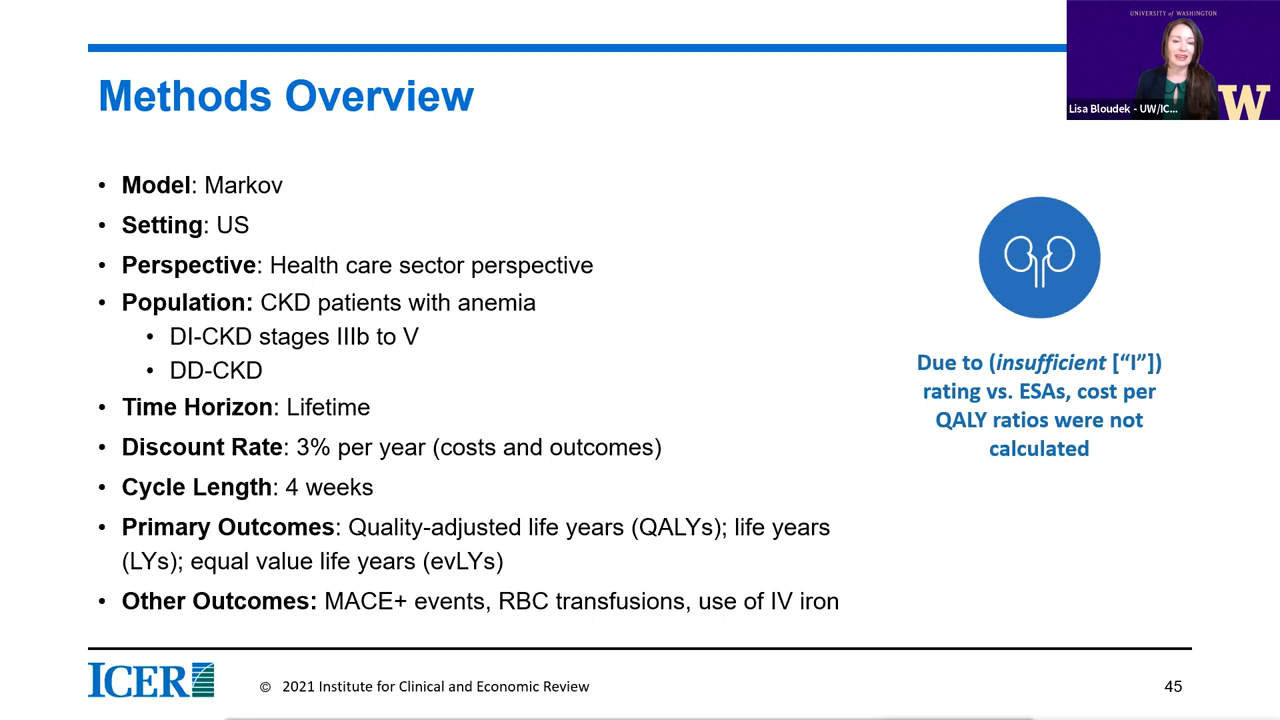 UNIVERSITY of WASHINGTON
W
Lisa Bloudek - UW/IC...
Methods Overview
• Model: Markov
• Setting: US
• Perspective: Health care sector perspective
• Population: CKD patients with anemia
• DI-CKD stages IIIb to V
• DD-CKD
• Time Horizon: Lifetime
• Discount Rate: 3% per year (costs and outcomes)
• Cycle Length: 4 weeks
• Primary Outcomes: Quality-adjusted life years (QALYs); life years
(LYs); equal value life years (evLYs)
• Other Outcomes: MACE+ events, RBC transfusions, use of IV iron
Due to (insufficient [“I”])
rating vs. ESAs, cost per
QALY ratios were not
calculated
ICER
© 2021 Institute for Clinical and Economic Review
45